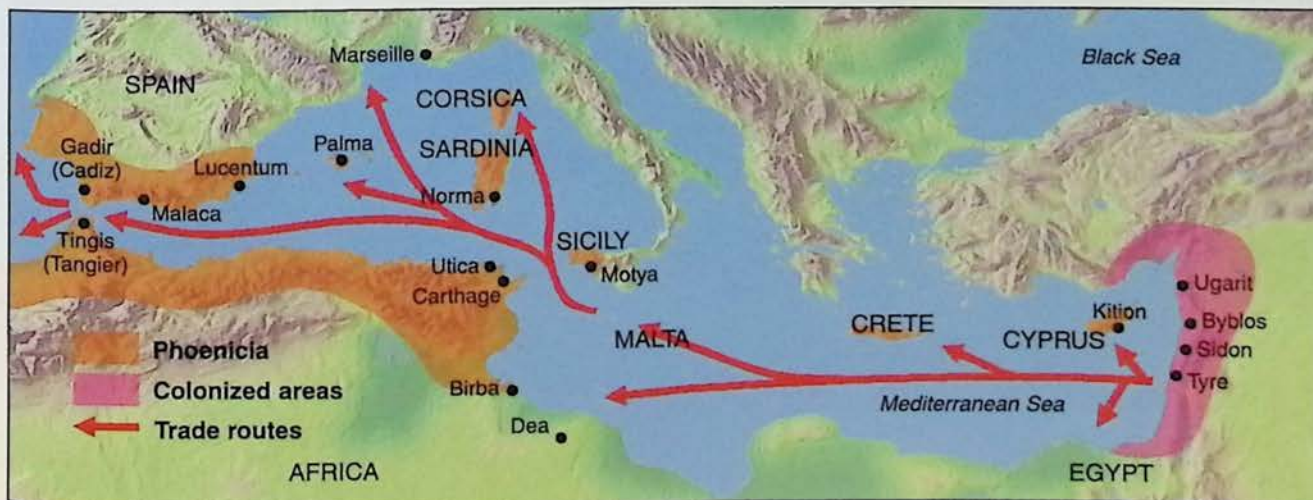 Black Sea
Marseille
SPAIN
CORSICA
Palma
Gadir
(Cadiz)
Lucentum
SARDINIA
Norma
Malaca
Tingis
(Tangier)
SICILY
Utica
Motya
Carthage
Ugarit
Kition
Byblos
CRETE
MALTA
CYPRUS
Sidon
Phoenicia
Tyre
Colonized areas
Birba
Mediterranean Sea
Trade routes
Dea
AFRICA
EGYPT